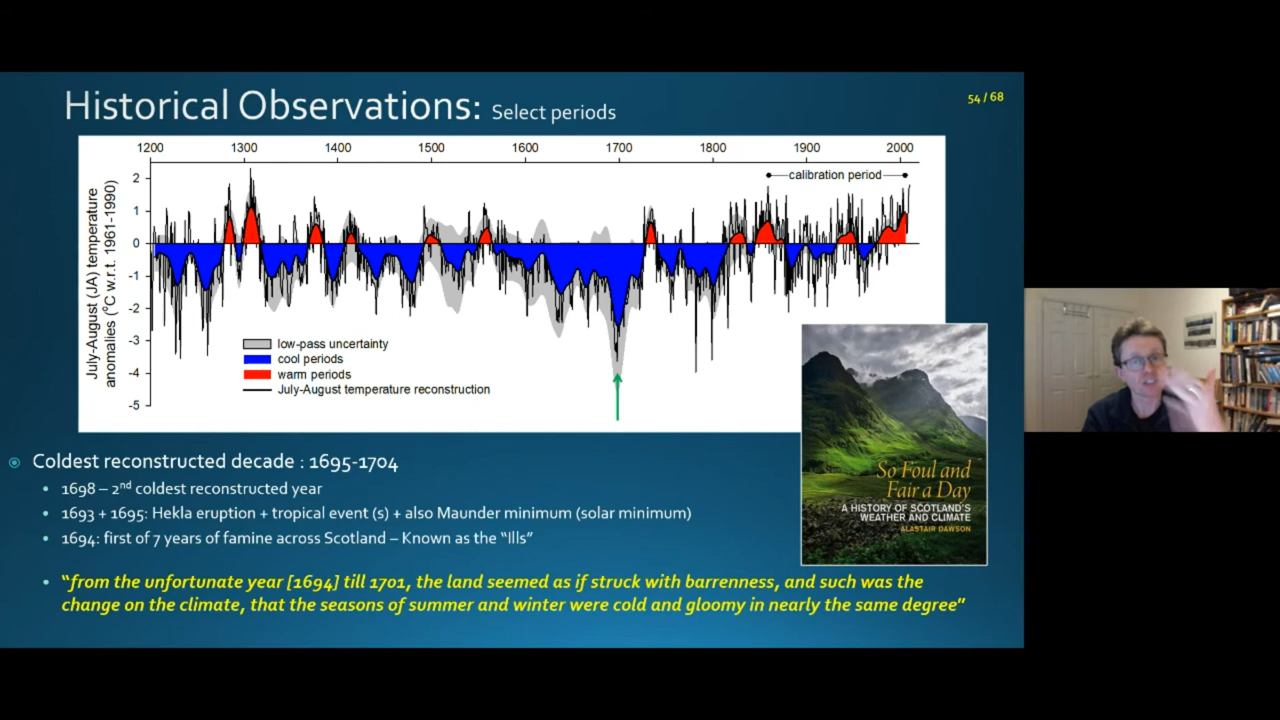 Historical Observations: Select periods
54 / 68
1200 1300 1400 1500 1600 1700 1800 1900 2000
calibration period
July-August (JA) temperature
anomalies (°C w.r.t. 1961-1990)
2
1
0
-1
-2
-3
-4
-5
low-pass uncertainty
cool periods
warm periods
July-August temperature reconstruction
So Foul and
Fair a Day
A HISTORY OF SCOTLAND'S
WEATHER AND CLIMATE
ALASTAIR DAWSON
Coldest reconstructed decade : 1695-1704
• 1698 – 2nd coldest reconstructed year
• 1693 + 1695: Hekla eruption + tropical event (s) + also Maunder minimum (solar minimum)
• 1694: first of 7 years of famine across Scotland – Known as the "Ills"
• "from the unfortunate year [1694] till 1701, the land seemed as if struck with barrenness, and such was the
change on the climate, that the seasons of summer and winter were cold and gloomy in nearly the same degree"